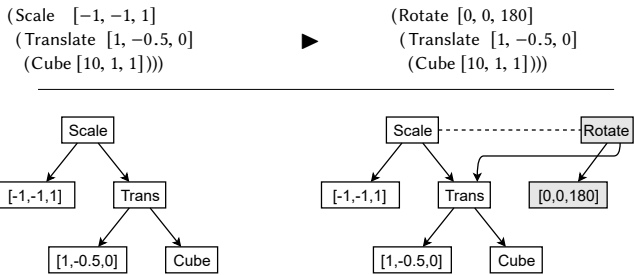 (Scale [−1, −1, 1]
(Translate [1, −0.5, 0]
(Cube [10, 1, 1])))
▶
(Rotate [0, 0, 180]
(Translate [1, −0.5, 0]
(Cube [10, 1, 1])))
Scale
[-1,-1,1]
Trans
[1,-0.5,0]
Cube
Scale
Rotate
[-1,-1,1]
Trans
[0,0,180]
[1,-0.5,0]
Cube